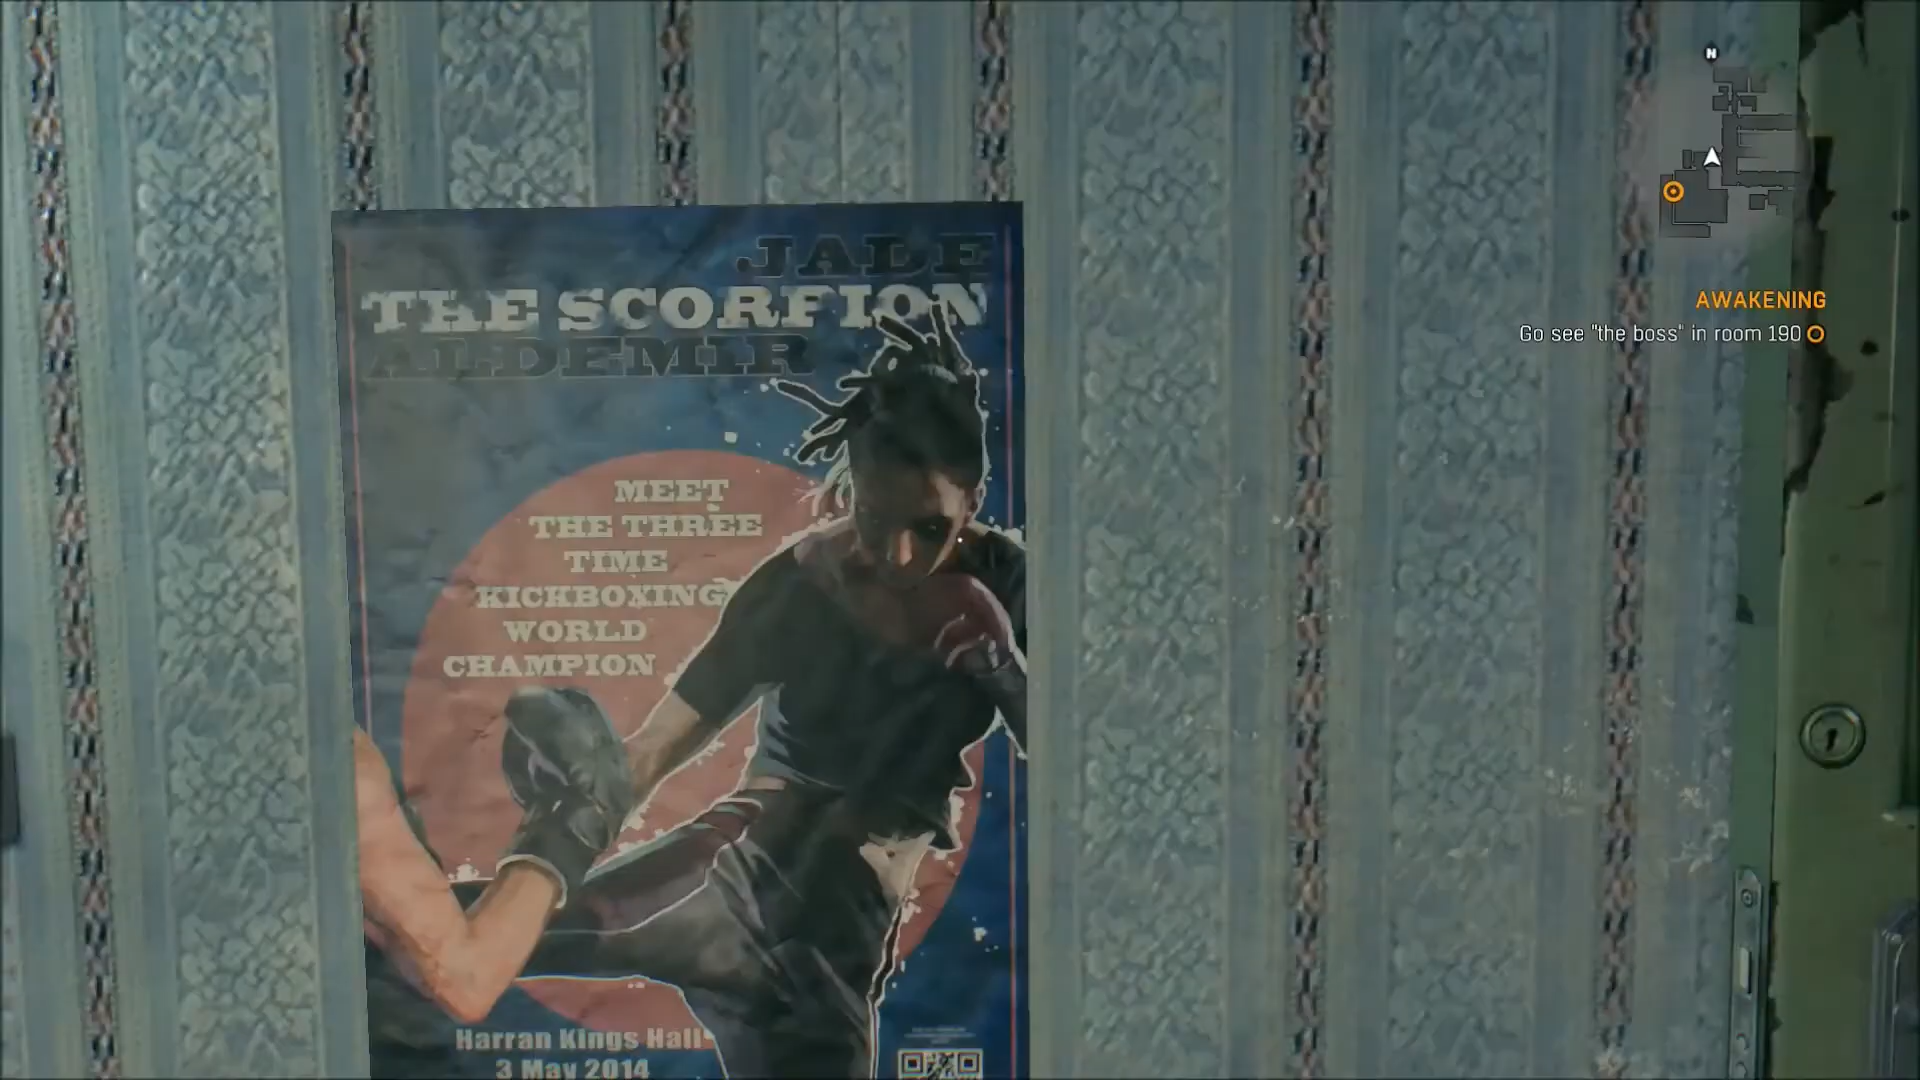 N
AWAKENING
Go see "the boss" in room 190
JADE
THE SCORPION
ALDEMIR
MEET
THE THREE
TIME
KICKBOXING
WORLD
CHAMPION
Harran Kings Hall
3 May 2014